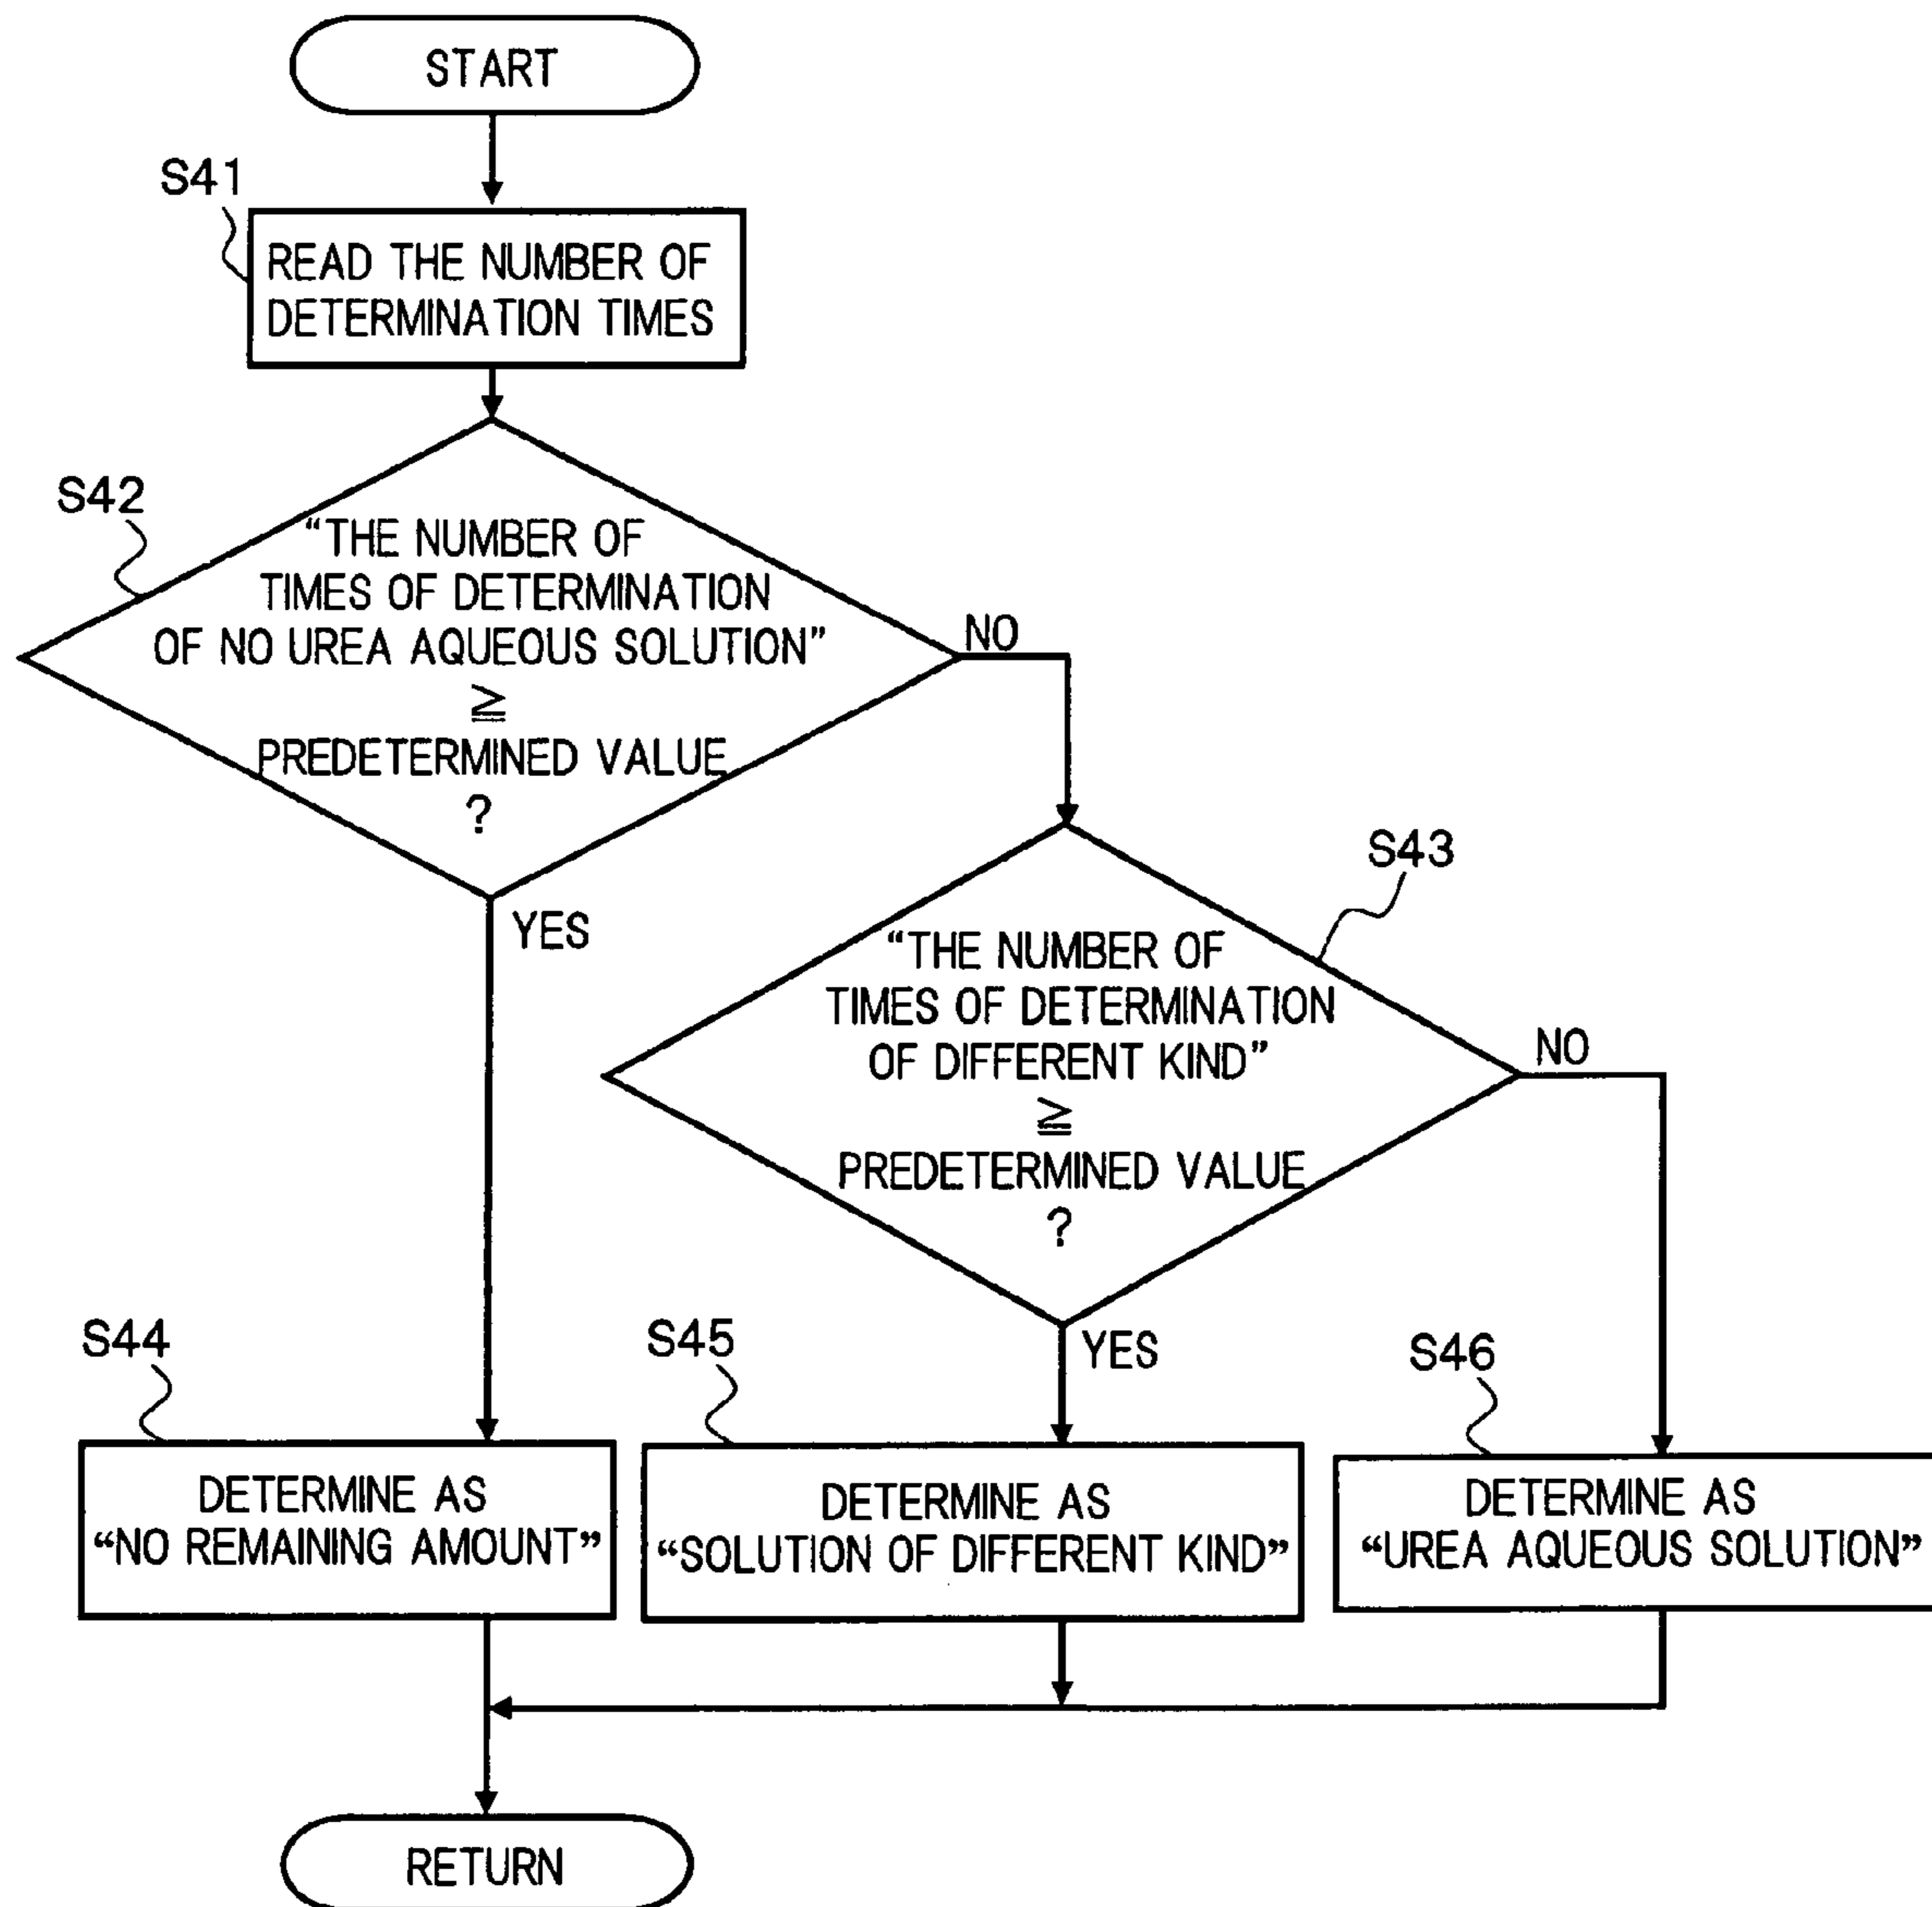 START
S41
READ THE NUMBER OF
DETERMINATION TIMES
S42
“THE NUMBER OF
TIMES OF DETERMINATION
OF NO UREA AQUEOUS SOLUTION”
≧
PREDETERMINED VALUE
?
NO
YES
S43
“THE NUMBER OF
TIMES OF DETERMINATION
OF DIFFERENT KIND”
≧
PREDETERMINED VALUE
?
NO
YES
S44
DETERMINE AS
“NO REMAINING AMOUNT”
S45
DETERMINE AS
“SOLUTION OF DIFFERENT KIND”
S46
DETERMINE AS
“UREA AQUEOUS SOLUTION”
RETURN